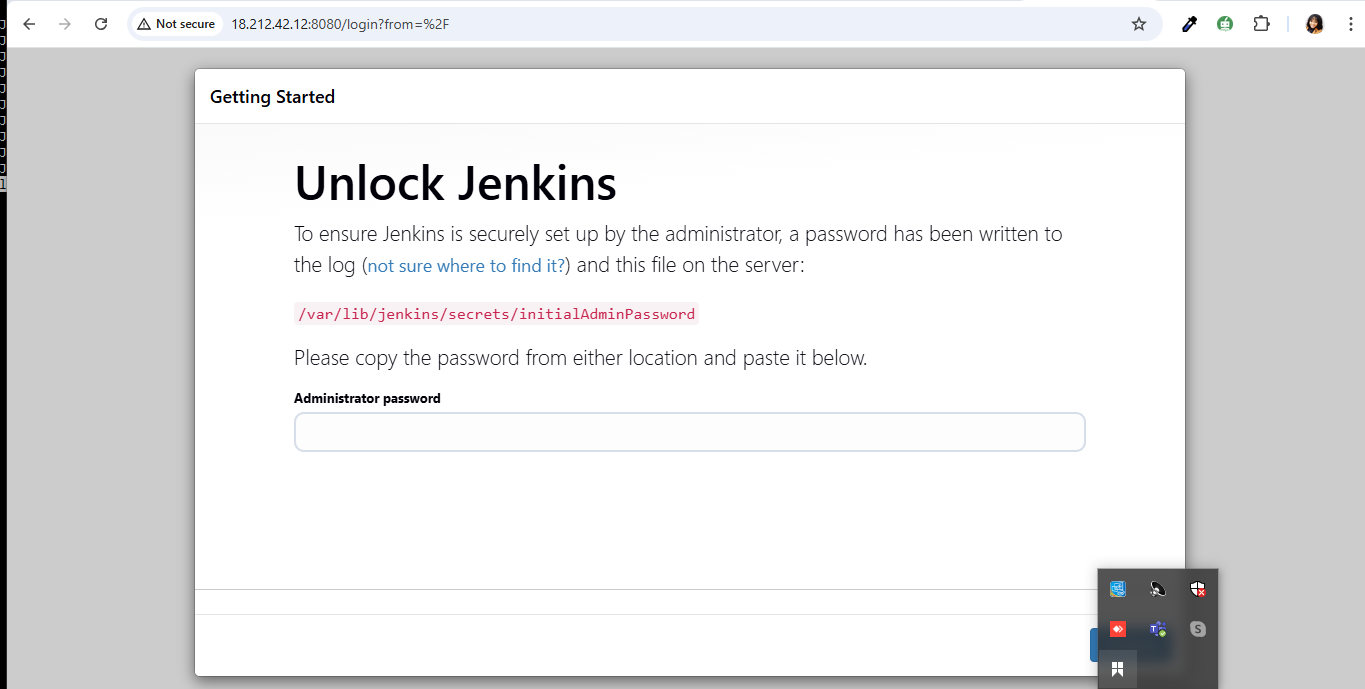 Not secure 18.212.42.12:8080/login?from=%2F
Getting Started
Unlock Jenkins
To ensure Jenkins is securely set up by the administrator, a password has been written to
the log (not sure where to find it?) and this file on the server:
/var/lib/jenkins/secrets/initialAdminPassword
Please copy the password from either location and paste it below.
Administrator password